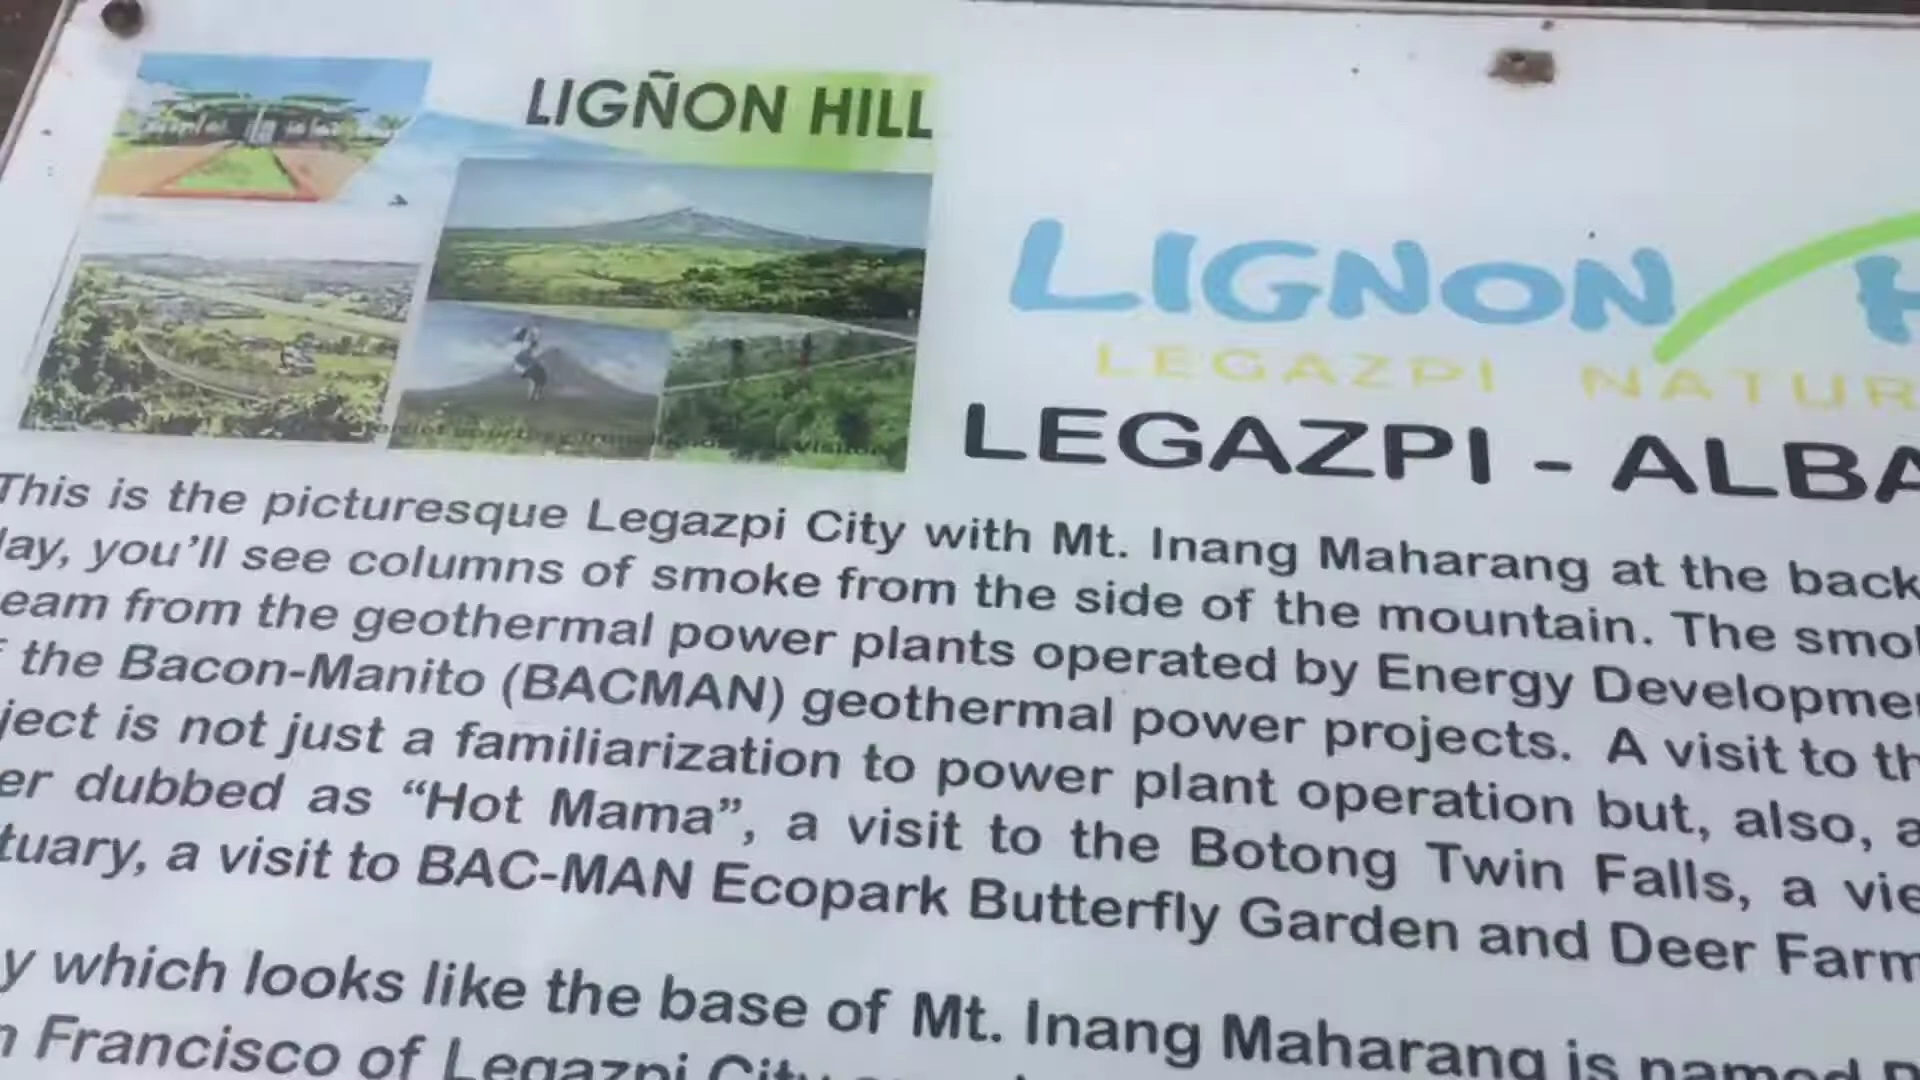 LIGÑON HILL
LIGNON H
LEGAZPI NATUR
LEGAZPI - ALBA
This is the picturesque Legazpi City with Mt. Inang Maharang at the back
lay, you'll see columns of smoke from the side of the mountain. The smo
eam from the geothermal power plants operated by Energy Developme
f the Bacon-Manito (BACMAN) geothermal power projects. A visit to th
ject is not just a familiarization to power plant operation but, also, a
er dubbed as “Hot Mama”, a visit to the Botong Twin Falls, a vie
tuary, a visit to BAC-MAN Ecopark Butterfly Garden and Deer Farm
y which looks like the base of Mt. Inang Maharang is named
n Francisco of Legazpi City